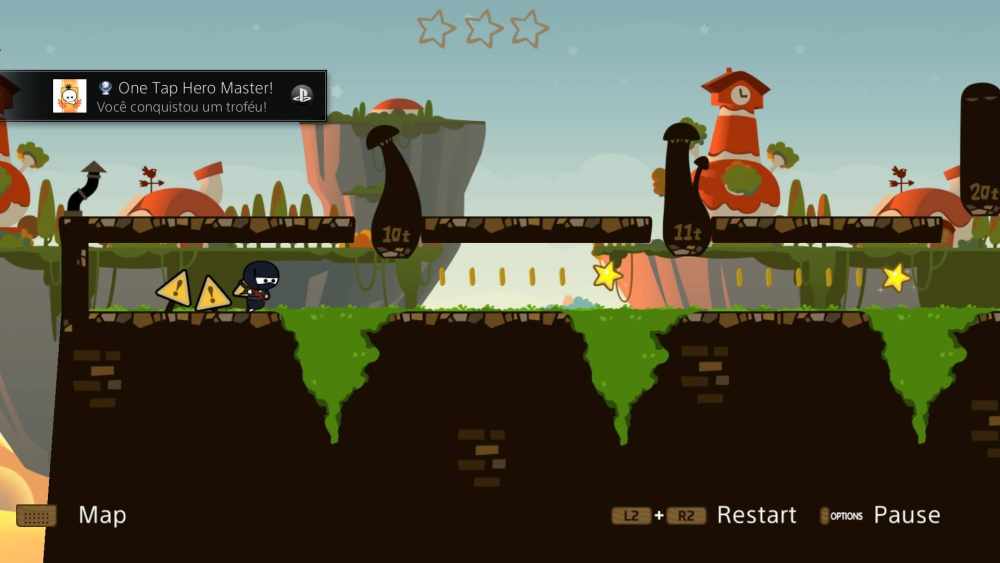 One Tap Hero Master!
Você conquistou um troféu!
10t
11t
20t
! !
Map
L2 + R2 Restart
OPTIONS Pause